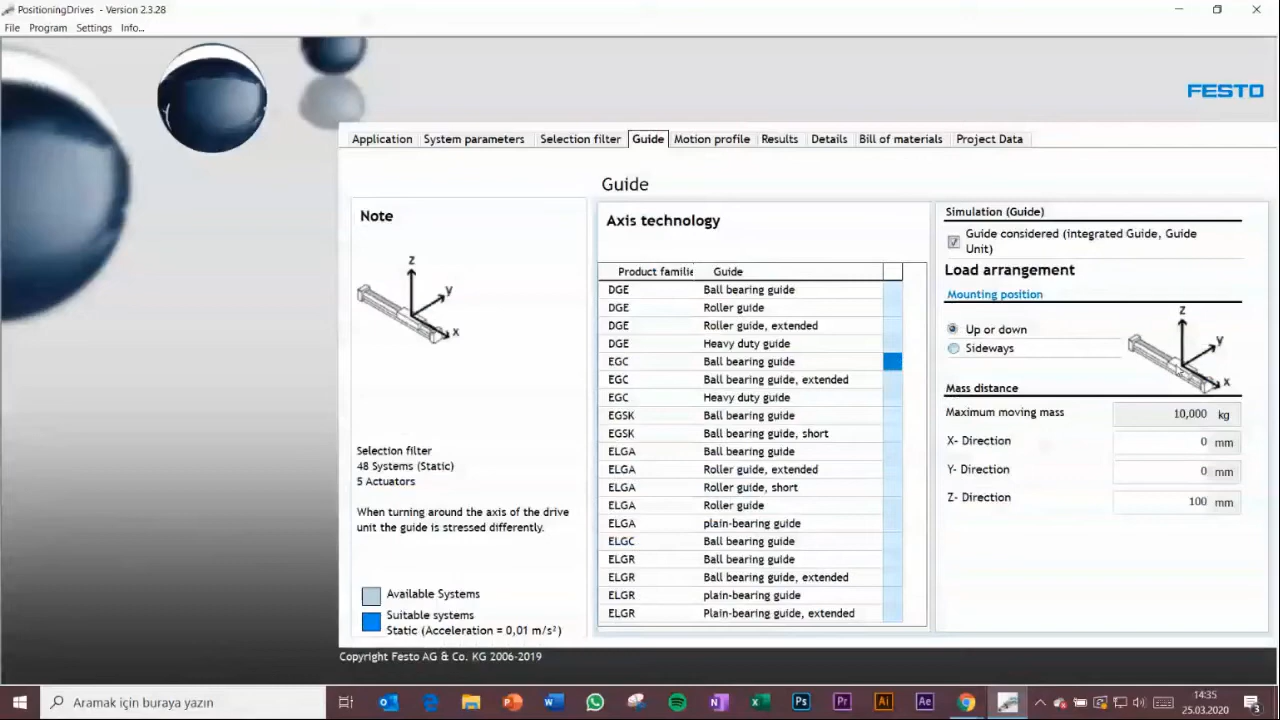 PositioningDrives - Version 2.3.28
File Program Settings Info...
FESTO
Application System parameters Selection filter Guide Motion profile Results Details Bill of materials Project Data
Guide
Note
z
y
x
Selection filter
48 Systems (Static)
5 Actuators
When turning around the axis of the drive
unit the guide is stressed differently.
Available Systems
Suitable systems
Static (Acceleration = 0,01 m/s²)
Axis technology
Product familie Guide
DGE Ball bearing guide
DGE Roller guide
DGE Roller guide, extended
DGE Heavy duty guide
EGC Ball bearing guide
EGC Ball bearing guide, extended
EGC Heavy duty guide
EGSK Ball bearing guide
EGSK Ball bearing guide, short
ELGA Ball bearing guide
ELGA Roller guide, extended
ELGA Roller guide, short
ELGA Roller guide
ELGA plain-bearing guide
ELGC Ball bearing guide
ELGR Ball bearing guide
ELGR Ball bearing guide, extended
ELGR plain-bearing guide
ELGR Plain-bearing guide, extended
Simulation (Guide)
Guide considered (integrated Guide, Guide
Unit)
Load arrangement
Mounting position
Up or down
Sideways
z
y
x
Mass distance
Maximum moving mass 10,000 kg
X- Direction 0 mm
Y- Direction 0 mm
Z- Direction 100 mm
Copyright Festo AG & Co. KG 2006-2019
Aramak için buraya yazın
14:35
25.03.2020
3